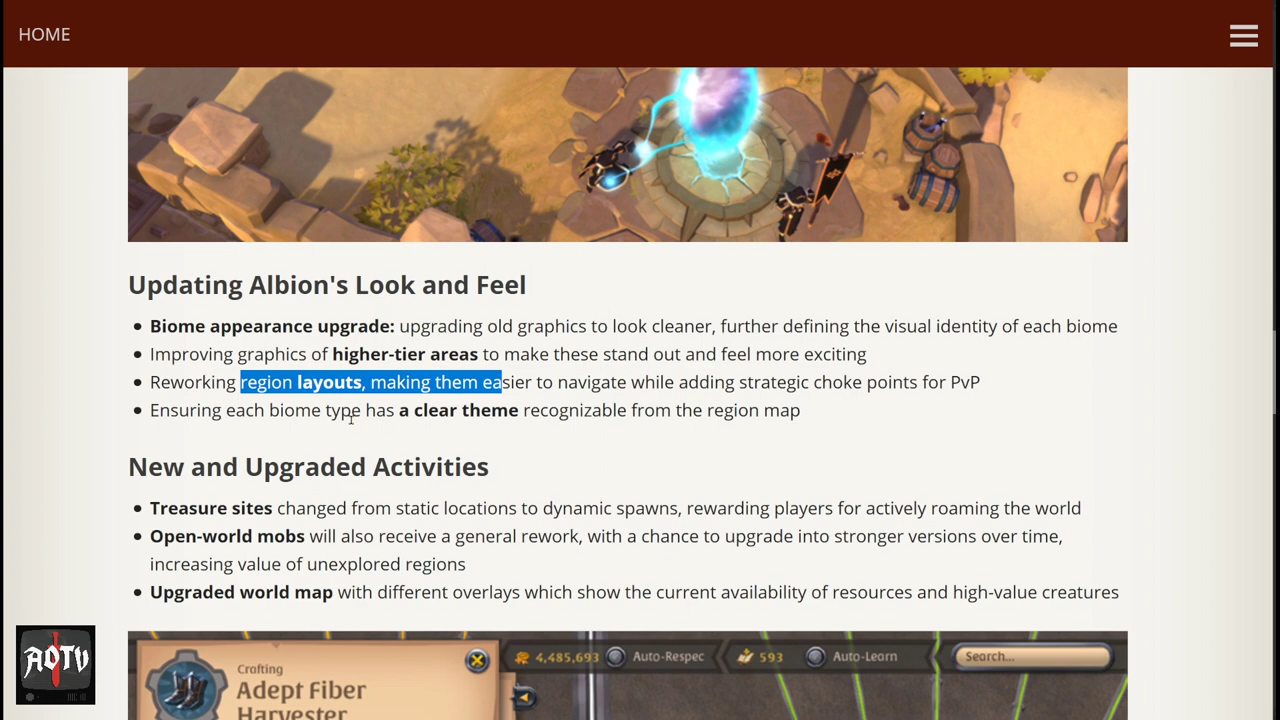 HOME
Updating Albion's Look and Feel
Biome appearance upgrade: upgrading old graphics to look cleaner, further defining the visual identity of each biome
Improving graphics of higher-tier areas to make these stand out and feel more exciting
Reworking region layouts, making them easier to navigate while adding strategic choke points for PvP
Ensuring each biome type has a clear theme recognizable from the region map
New and Upgraded Activities
Treasure sites changed from static locations to dynamic spawns, rewarding players for actively roaming the world
Open-world mobs will also receive a general rework, with a chance to upgrade into stronger versions over time,
increasing value of unexplored regions
Upgraded world map with different overlays which show the current availability of resources and high-value creatures
AOTV
Crafting
Adept Fiber
Harvester
4,485,693 Auto-Respec 593 Auto-Learn Search...